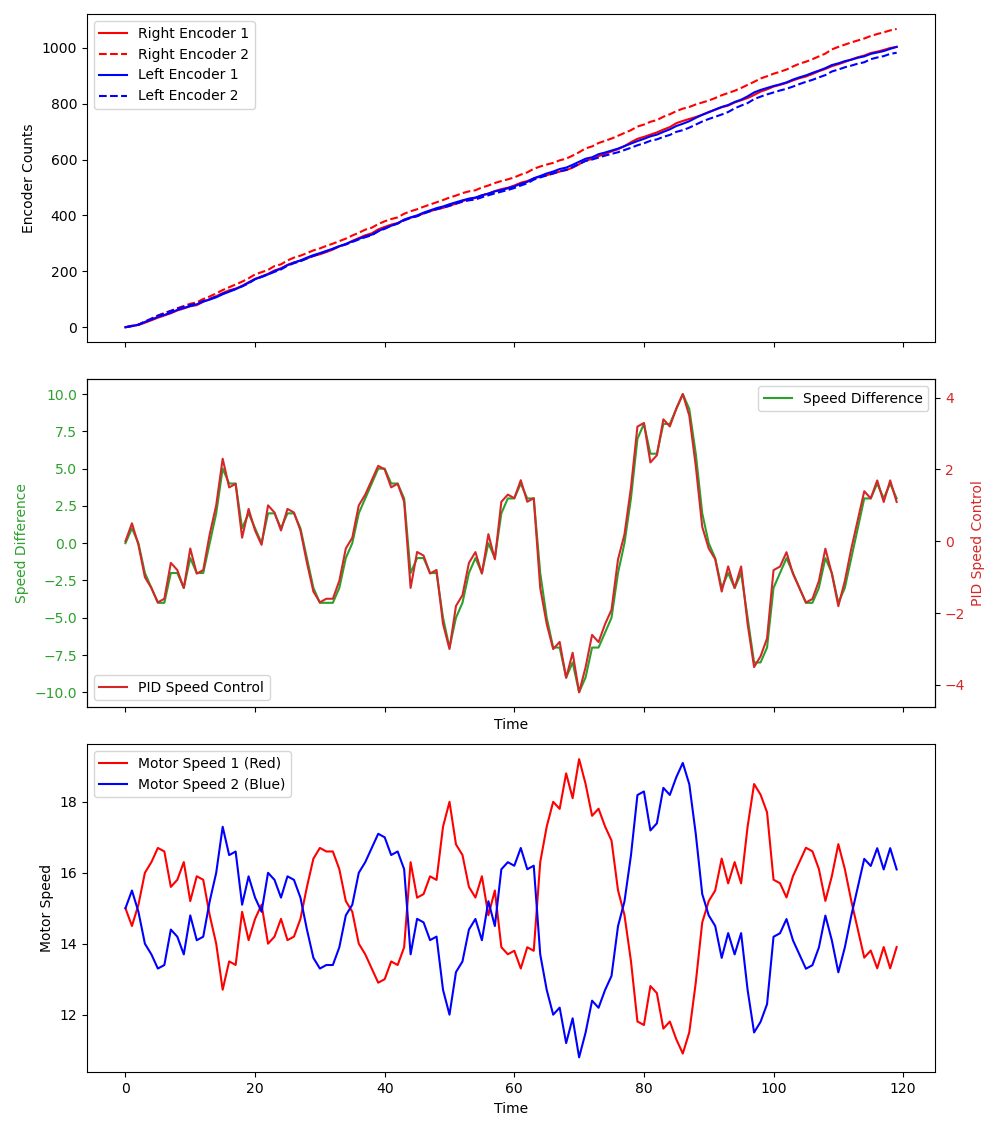 Right Encoder 1
Right Encoder 2
Left Encoder 1
Left Encoder 2
Encoder Counts
1000
800
600
400
200
0
Speed Difference
10.0
7.5
5.0
2.5
0.0
−2.5
−5.0
−7.5
−10.0
Speed Difference
PID Speed Control
4
2
0
−2
−4
PID Speed Control
Time
Motor Speed 1 (Red)
Motor Speed 2 (Blue)
Motor Speed
18
16
14
12
0 20 40 60 80 100 120
Time